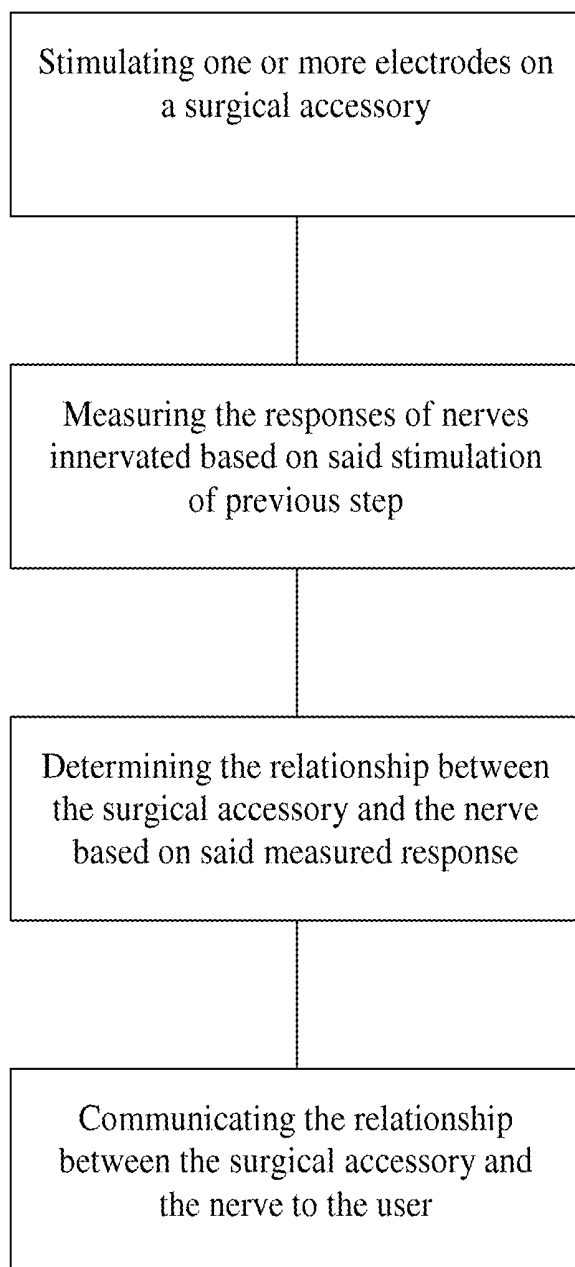 Stimulating one or more electrodes on
a surgical accessory
Measuring the responses of nerves
innervated based on said stimulation
of previous step
Determining the relationship between
the surgical accessory and the nerve
based on said measured response
Communicating the relationship
between the surgical accessory and
the nerve to the user